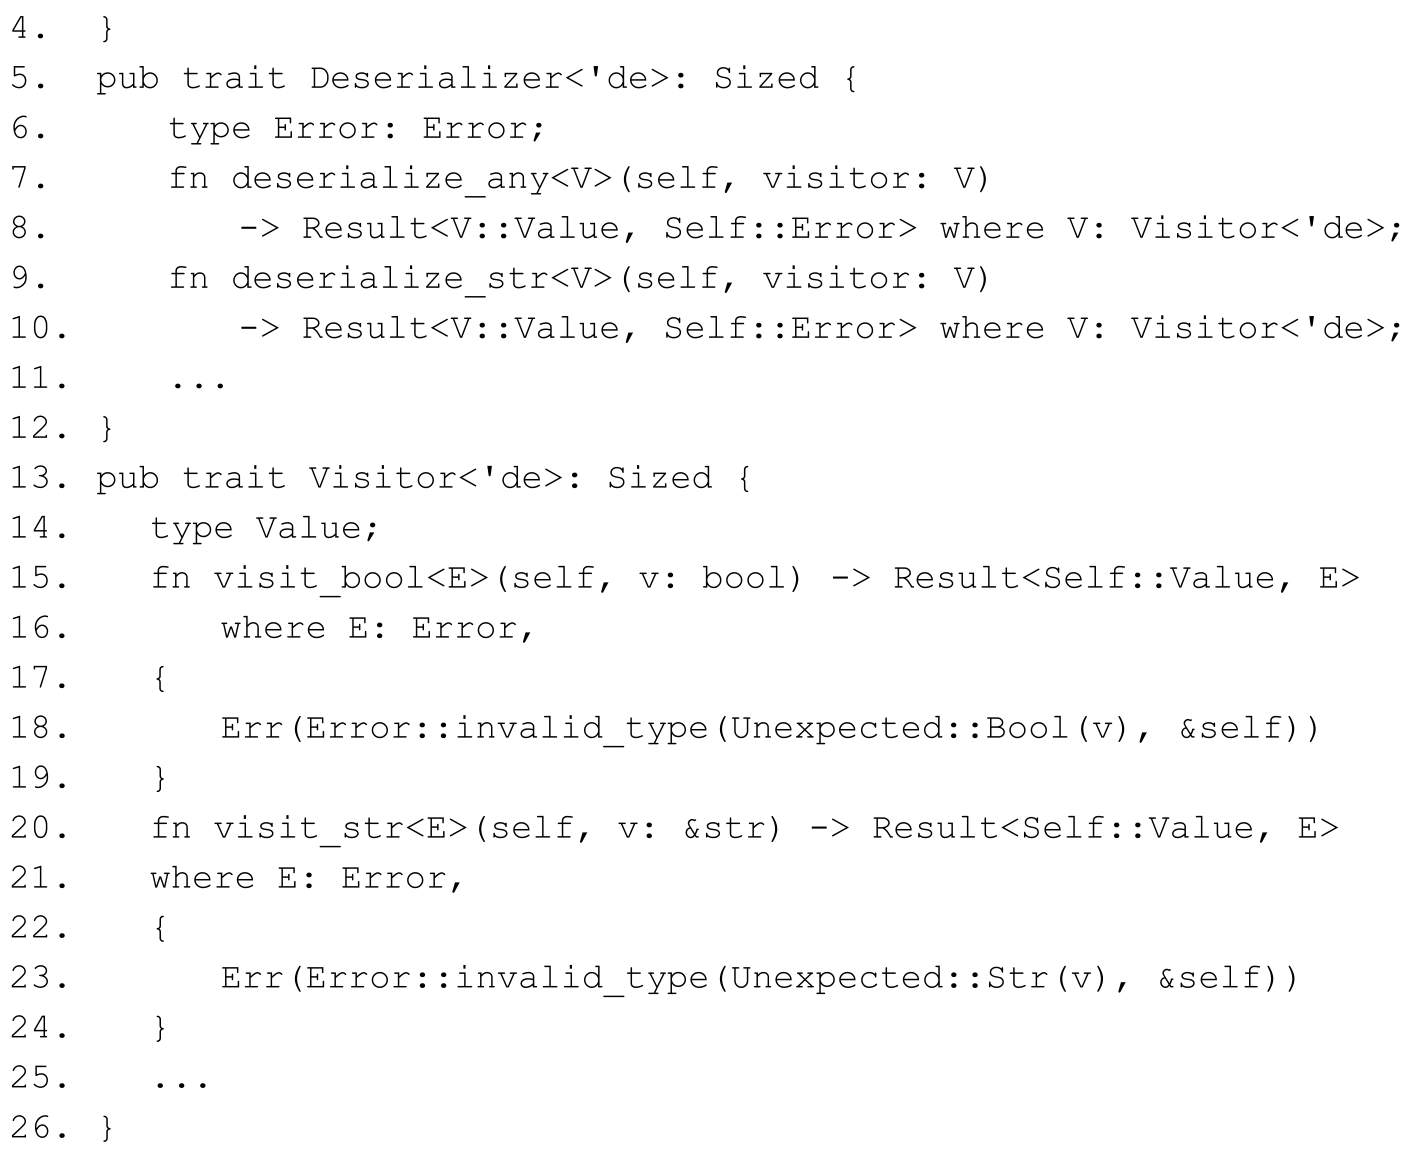 4.  }
5.  pub trait Deserializer<'de>: Sized {
6.      type Error: Error;
7.      fn deserialize_any<V>(self, visitor: V)
8.          -> Result<V::Value, Self::Error> where V: Visitor<'de>;
9.      fn deserialize_str<V>(self, visitor: V)
10.         -> Result<V::Value, Self::Error> where V: Visitor<'de>;
11.     ...
12. }
13. pub trait Visitor<'de>: Sized {
14.    type Value;
15.    fn visit_bool<E>(self, v: bool) -> Result<Self::Value, E>
16.        where E: Error,
17.    {
18.        Err(Error::invalid_type(Unexpected::Bool(v), &self))
19.    }
20.    fn visit_str<E>(self, v: &str) -> Result<Self::Value, E>
21.    where E: Error,
22.    {
23.        Err(Error::invalid_type(Unexpected::Str(v), &self))
24.    }
25.    ...
26. }